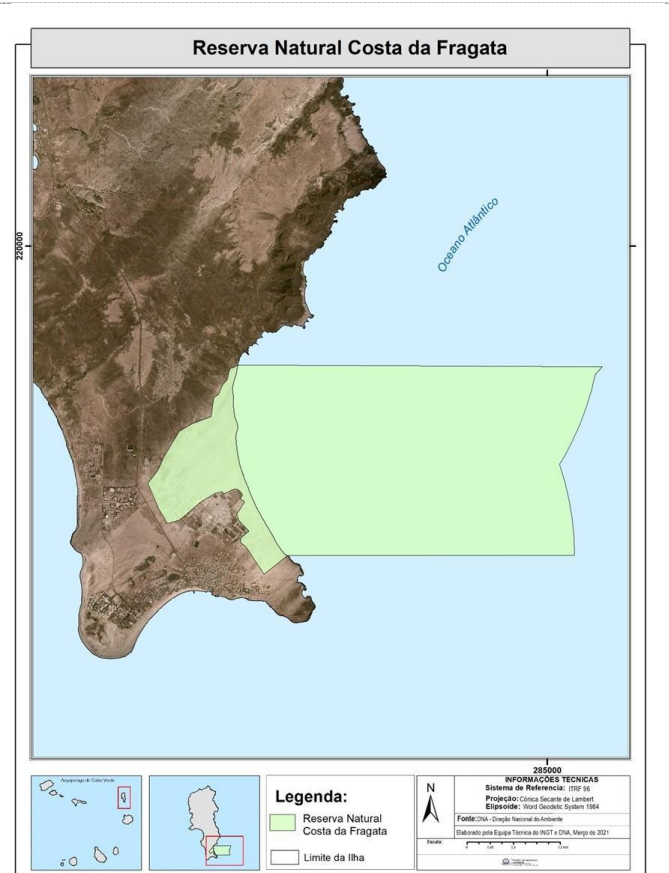 Reserva Natural Costa da Fragata
220000
Oceano Atlântico
285000
Arquipelago de Cabo Verde
Legenda:
Reserva Natural
Costa da Fragata
Limite da Ilha
N
INFORMAÇÕES TÉCNICAS
Sistema de Referencia: ITRF 96
Projeção: Cónica Secante de Lambert
Elipsoide: Word Geodetic System 1984
Fonte: DNA - Direção Nacional do Ambiente
Elaborado pela Equipa Técnica do INGT e DNA, Março de 2021
Escala: